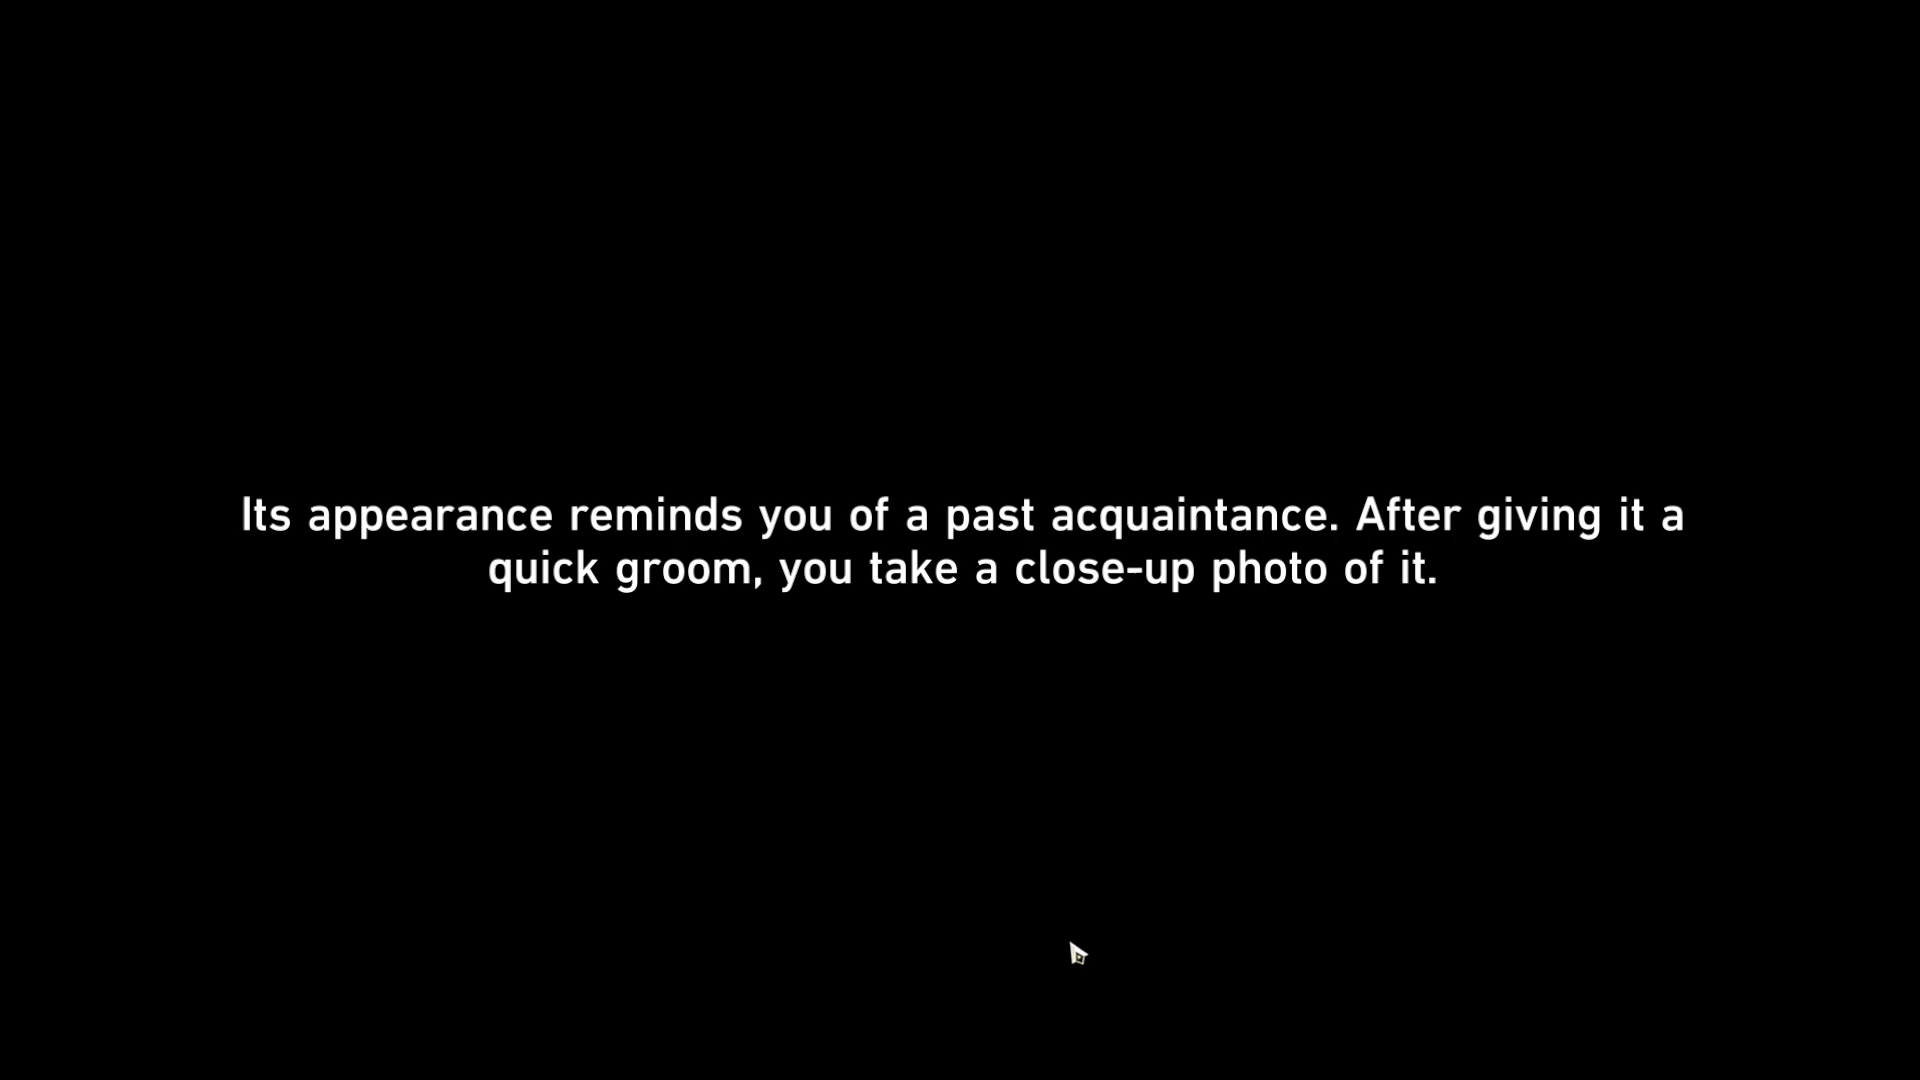 Its appearance reminds you of a past acquaintance. After giving it a
quick groom, you take a close-up photo of it.